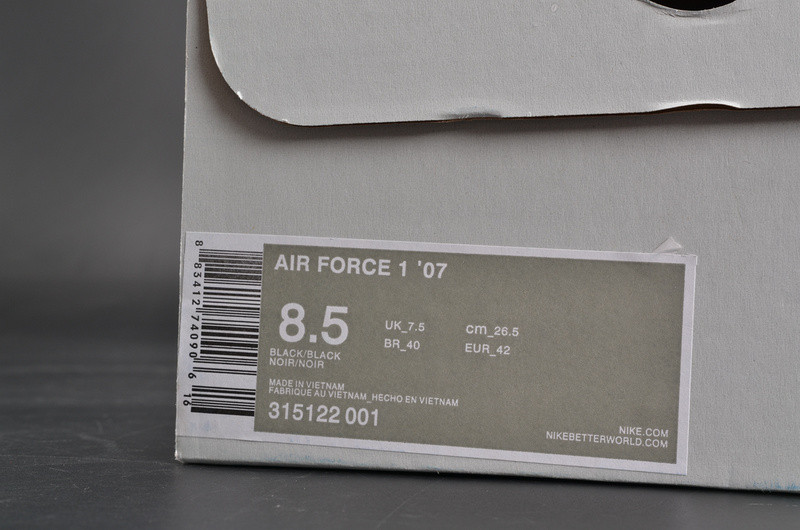 AIR FORCE 1 '07
8.5
UK_7.5
cm_26.5
BR_40
EUR_42
BLACK/BLACK
NOIR/NOIR
MADE IN VIETNAM
FABRIQUE AU VIETNAM_HECHO EN VIETNAM
315122 001
NIKE.COM
NIKEBETTERWORLD.COM
8 83412 74090 6 16